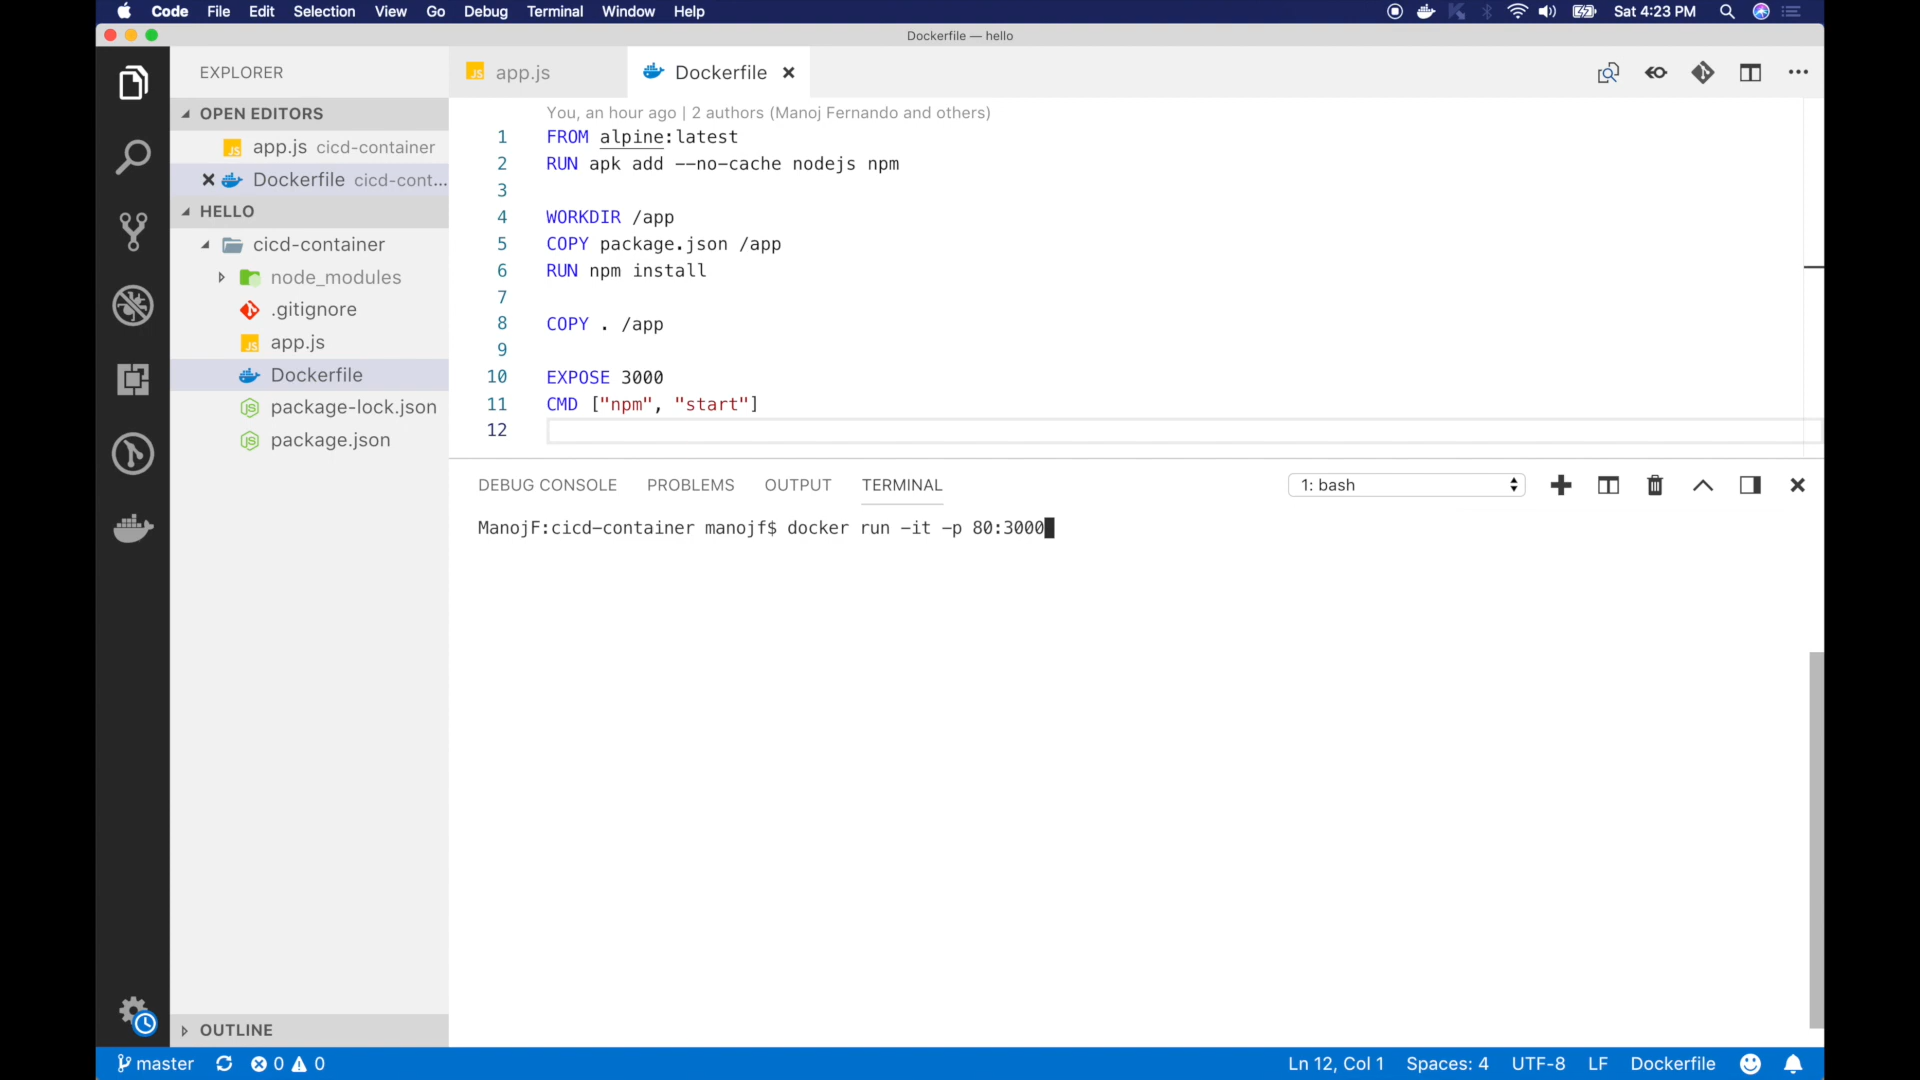 Code File Edit Selection View Go Debug Terminal Window Help
Sat 4:23 PM
Dockerfile — hello
EXPLORER
OPEN EDITORS
app.js cicd-container
Dockerfile cicd-cont...
HELLO
cicd-container
node_modules
.gitignore
app.js
Dockerfile
package-lock.json
package.json
OUTLINE
app.js
Dockerfile
You, an hour ago | 2 authors (Manoj Fernando and others)
1 FROM alpine:latest
2 RUN apk add --no-cache nodejs npm
3
4 WORKDIR /app
5 COPY package.json /app
6 RUN npm install
7
8 COPY . /app
9
10 EXPOSE 3000
11 CMD ["npm", "start"]
12
DEBUG CONSOLE PROBLEMS OUTPUT TERMINAL
1: bash
ManojF:cicd-container manojf$ docker run -it -p 80:3000
master 0 0
Ln 12, Col 1 Spaces: 4 UTF-8 LF Dockerfile